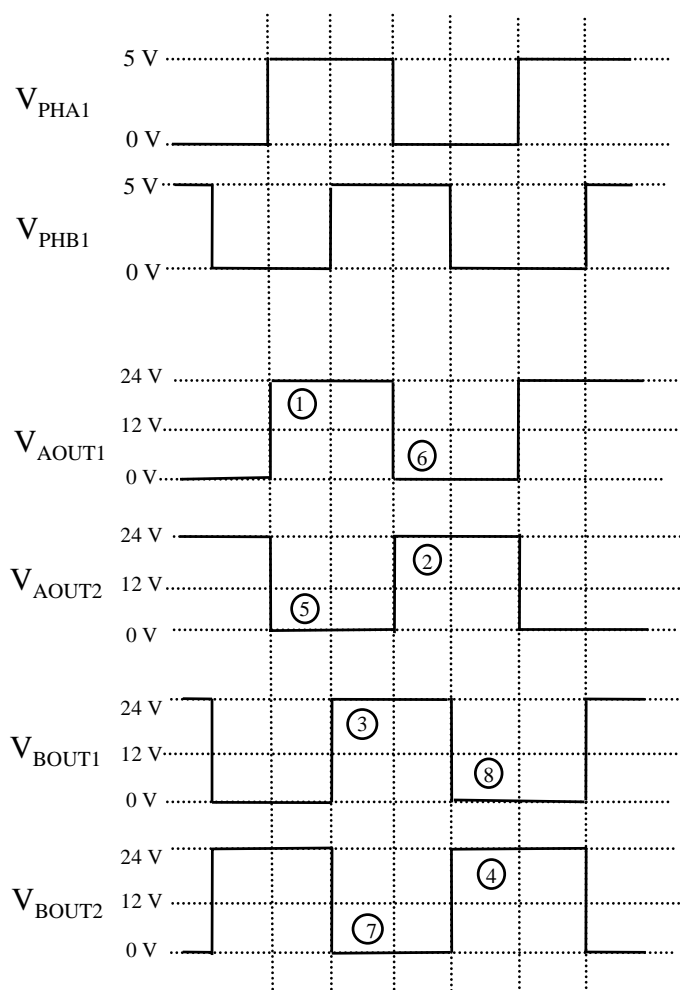 5 V
V_PHA1
0 V
5 V
V_PHB1
0 V
24 V
1
12 V
V_AOUT1
6
0 V
24 V
2
V_AOUT2
12 V
5
0 V
24 V
3
V_BOUT1
12 V
8
0 V
24 V
4
V_BOUT2
12 V
7
0 V